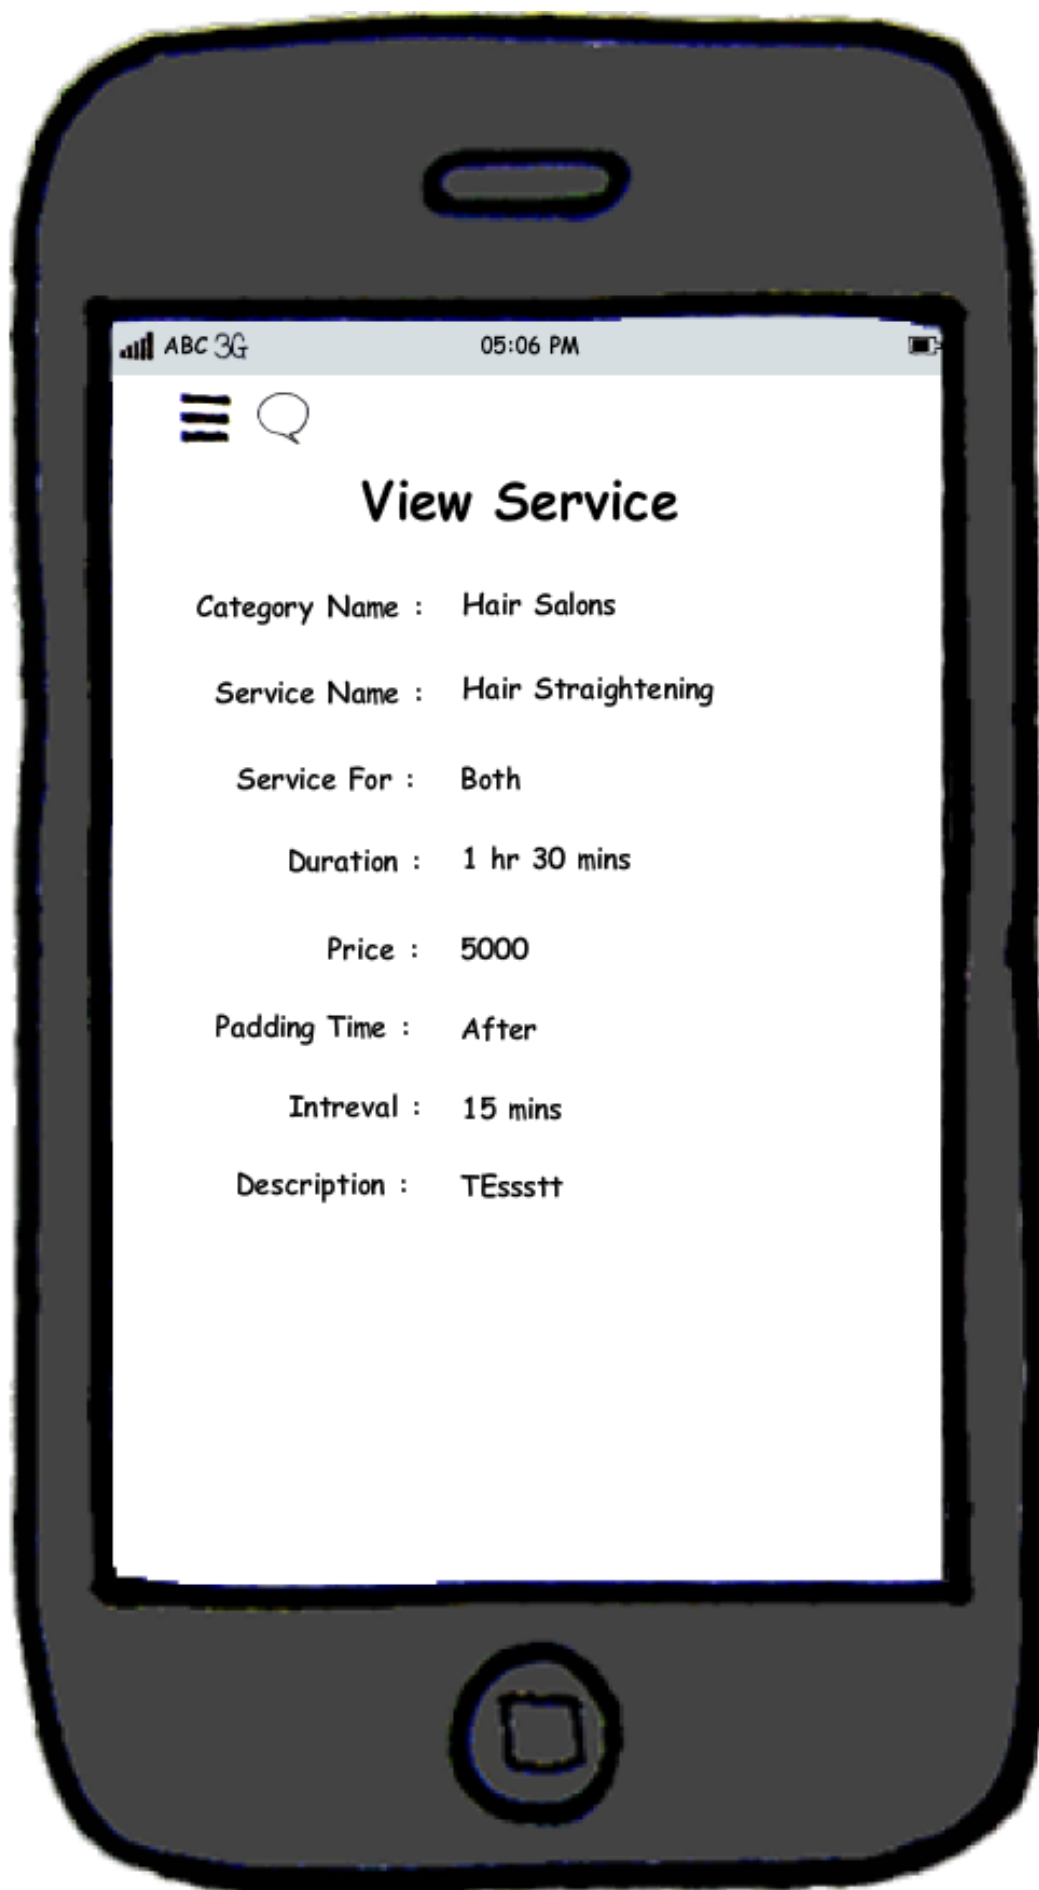 ABC 3G 05:06 PM
View Service
Category Name : Hair Salons
Service Name : Hair Straightening
Service For : Both
Duration : 1 hr 30 mins
Price : 5000
Padding Time : After
Intreval : 15 mins
Description : TEssstt